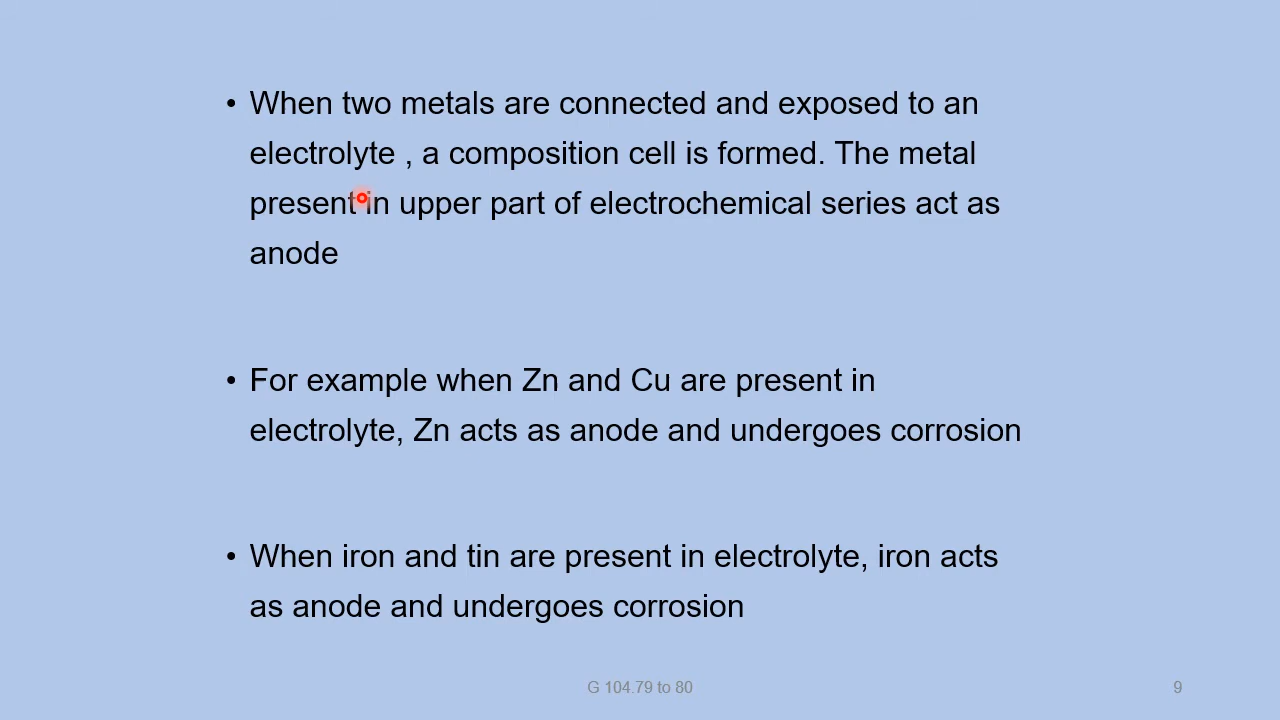 • When two metals are connected and exposed to an
electrolyte , a composition cell is formed. The metal
present in upper part of electrochemical series act as
anode
• For example when Zn and Cu are present in
electrolyte, Zn acts as anode and undergoes corrosion
• When iron and tin are present in electrolyte, iron acts
as anode and undergoes corrosion
G 104.79 to 80
9